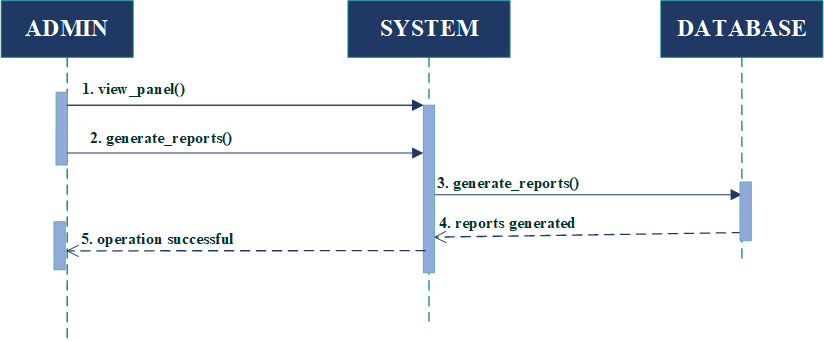 ADMIN
SYSTEM
DATABASE
1. view_panel()
2. generate_reports()
3. generate_reports()
4. reports generated
5. operation successful